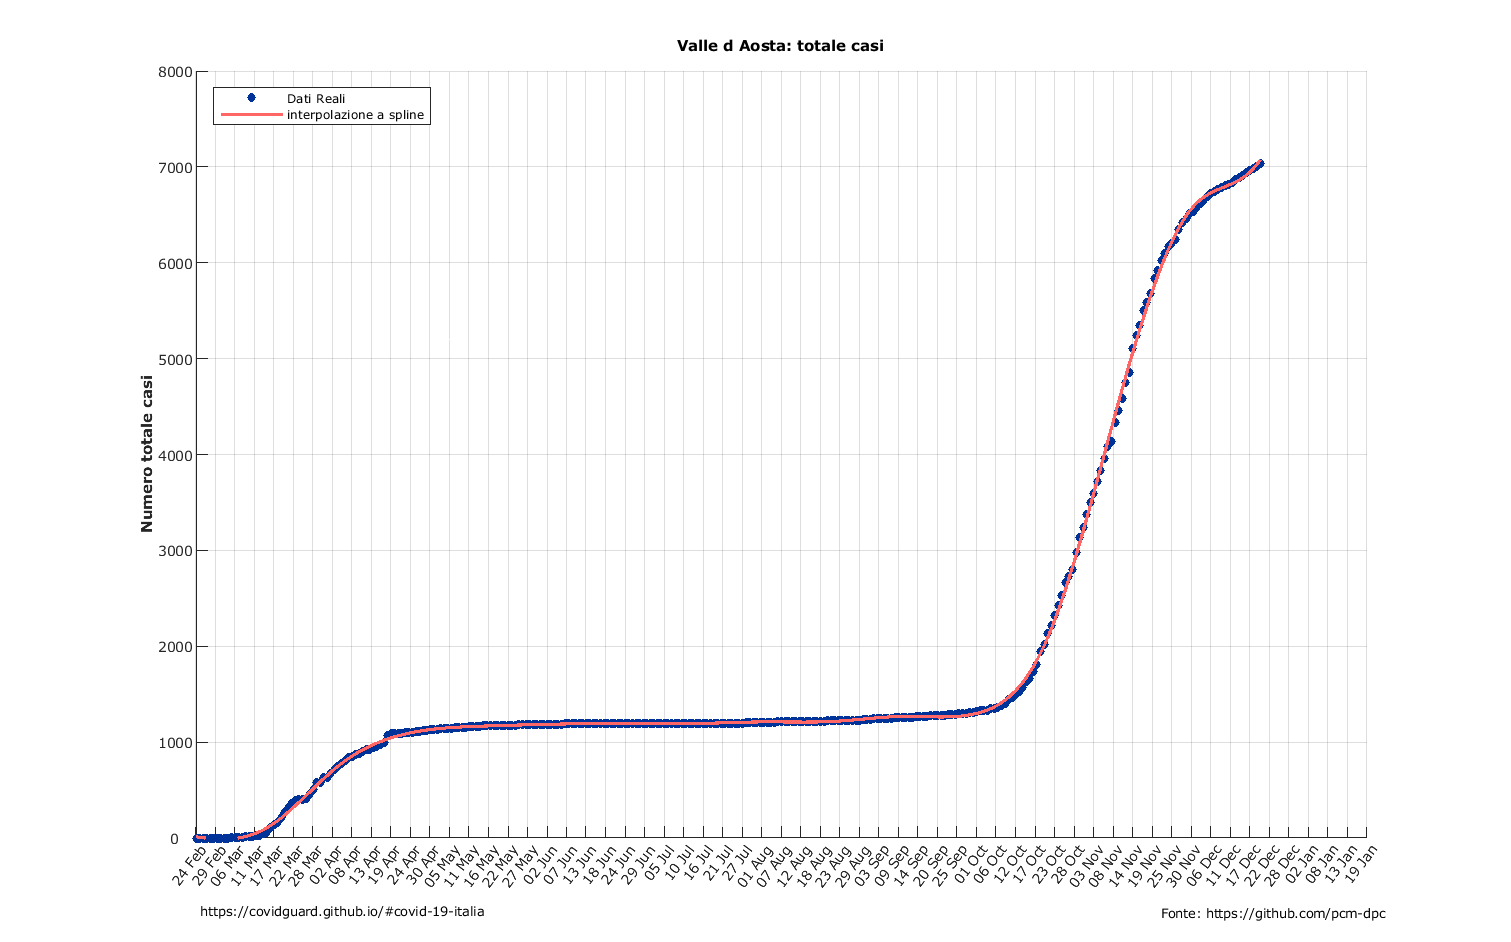 Valle d Aosta: totale casi
Dati Reali
interpolazione a spline
Numero totale casi
8000
7000
6000
5000
4000
3000
2000
1000
0
24 Feb
29 Feb
06 Mar
11 Mar
17 Mar
22 Mar
28 Mar
02 Apr
08 Apr
13 Apr
19 Apr
24 Apr
30 Apr
05 May
11 May
16 May
22 May
27 May
02 Jun
07 Jun
13 Jun
18 Jun
24 Jun
29 Jun
05 Jul
10 Jul
16 Jul
21 Jul
27 Jul
01 Aug
07 Aug
12 Aug
18 Aug
23 Aug
29 Aug
03 Sep
09 Sep
14 Sep
20 Sep
25 Sep
01 Oct
06 Oct
12 Oct
17 Oct
23 Oct
28 Oct
03 Nov
08 Nov
14 Nov
19 Nov
25 Nov
30 Nov
06 Dec
11 Dec
17 Dec
22 Dec
28 Dec
02 Jan
08 Jan
13 Jan
19 Jan
https://covidguard.github.io/#covid-19-italia
Fonte: https://github.com/pcm-dpc